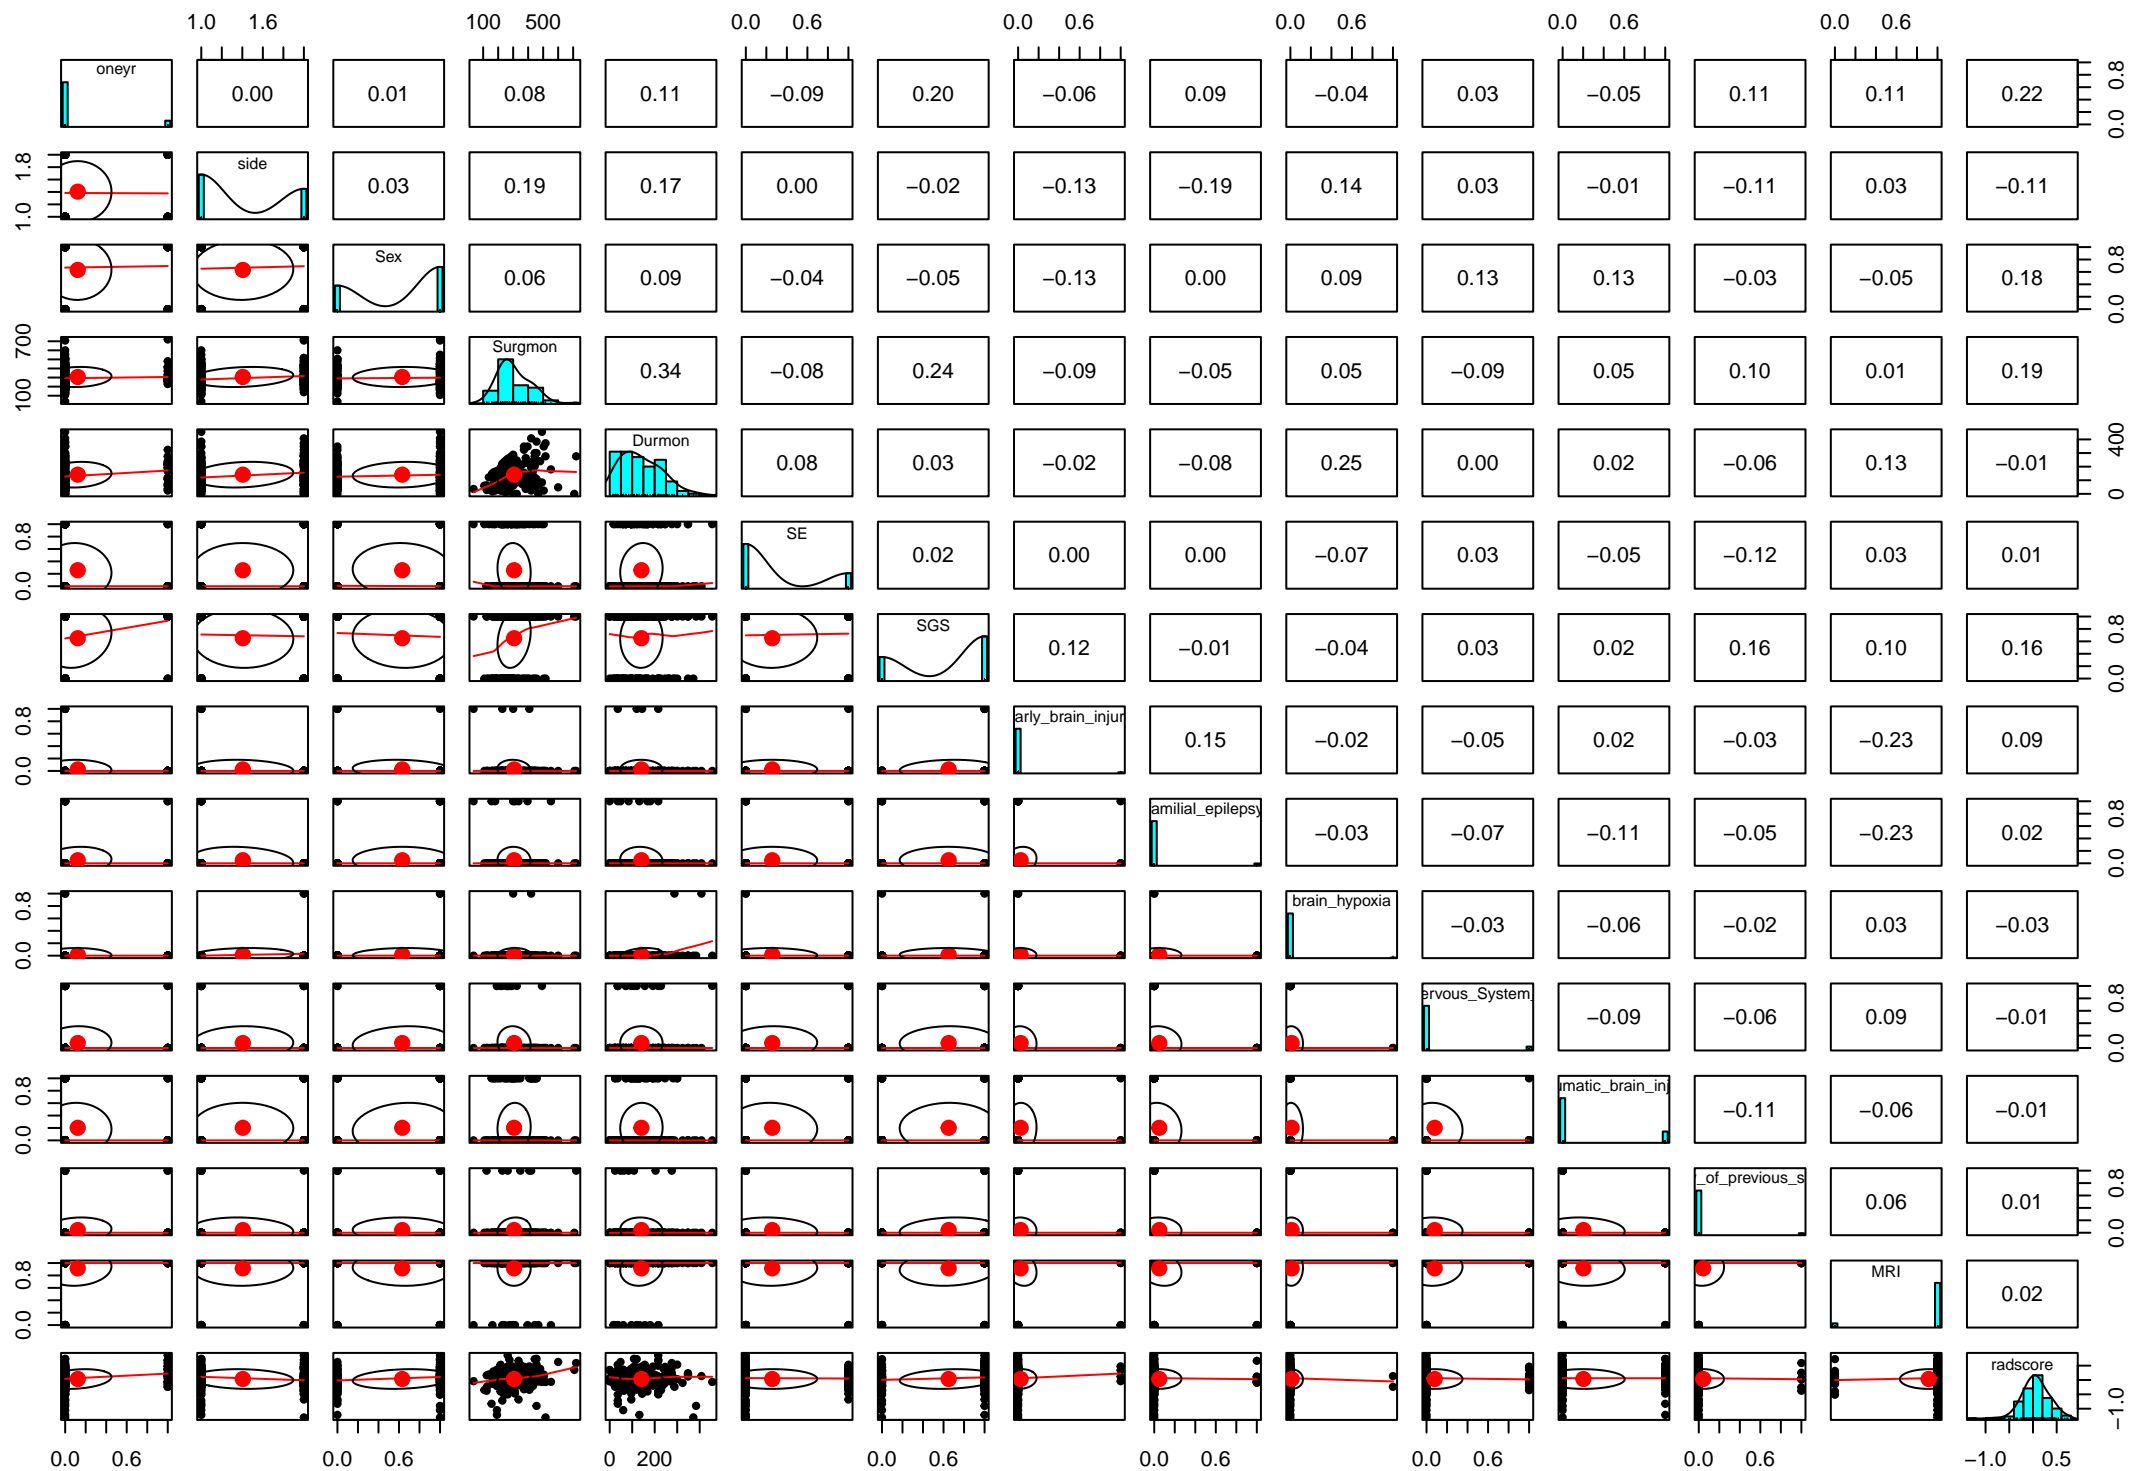 1.0 1.6 100 500 0.0 0.6 0.0 0.6 0.0 0.6 0.0 0.6 0.0 0.6
oneyr 0.00 0.01 0.08 0.11 −0.09 0.20 −0.06 0.09 −0.04 0.03 −0.05 0.11 0.11 0.22 0.0 0.8
1.0 1.8 side 0.03 0.19 0.17 0.00 −0.02 −0.13 −0.19 0.14 0.03 −0.01 −0.11 0.03 −0.11
Sex 0.06 0.09 −0.04 −0.05 −0.13 0.00 0.09 0.13 0.13 −0.03 −0.05 0.18 0.0 0.8
100 700 Surgmon 0.34 −0.08 0.24 −0.09 −0.05 0.05 −0.09 0.05 0.10 0.01 0.19
Durmon 0.08 0.03 −0.02 −0.08 0.25 0.00 0.02 −0.06 0.13 −0.01 0 400
0.0 0.8 SE 0.02 0.00 0.00 −0.07 0.03 −0.05 −0.12 0.03 0.01
SGS 0.12 −0.01 −0.04 0.03 0.02 0.16 0.10 0.16 0.0 0.8
0.0 0.8 arly_brain_injur 0.15 −0.02 −0.05 0.02 −0.03 −0.23 0.09
amilial_epilepsy −0.03 −0.07 −0.11 −0.05 −0.23 0.02 0.0 0.8
0.0 0.8 brain_hypoxia −0.03 −0.06 −0.02 0.03 −0.03
ervous_System_ −0.09 −0.06 0.09 −0.01 0.0 0.8
0.0 0.8 umatic_brain_inj −0.11 −0.06 −0.01
_of_previous_s 0.06 0.01 0.0 0.8
0.0 0.8 MRI 0.02
radscore −1.0
0.0 0.6 0.0 0.6 0 200 0.0 0.6 0.0 0.6 0.0 0.6 0.0 0.6 −1.0 0.5